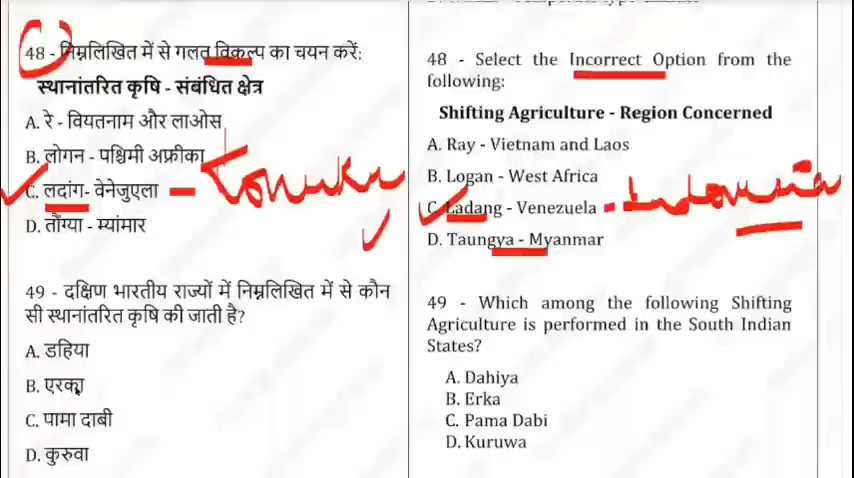 48 - निम्नलिखित में से गलत विकल्प का चयन करें:
स्थानांतरित कृषि - संबंधित क्षेत्र
A. रे - वियतनाम और लाओस
B. लोगन - पश्चिमी अफ्रीका
C. लदांग- वेनेजुएला
D. तौंग्या - म्यांमार
49 - दक्षिण भारतीय राज्यों में निम्नलिखित में से कौन
सी स्थानांतरित कृषि की जाती है?
A. डहिया
B. एरका
C. पामा दाबी
D. कुरुवा
48 - Select the Incorrect Option from the
following:
Shifting Agriculture - Region Concerned
A. Ray - Vietnam and Laos
B. Logan - West Africa
C. Ladang - Venezuela
Indonesia
D. Taungya - Myanmar
49 - Which among the following Shifting
Agriculture is performed in the South Indian
States?
A. Dahiya
B. Erka
C. Pama Dabi
D. Kuruwa